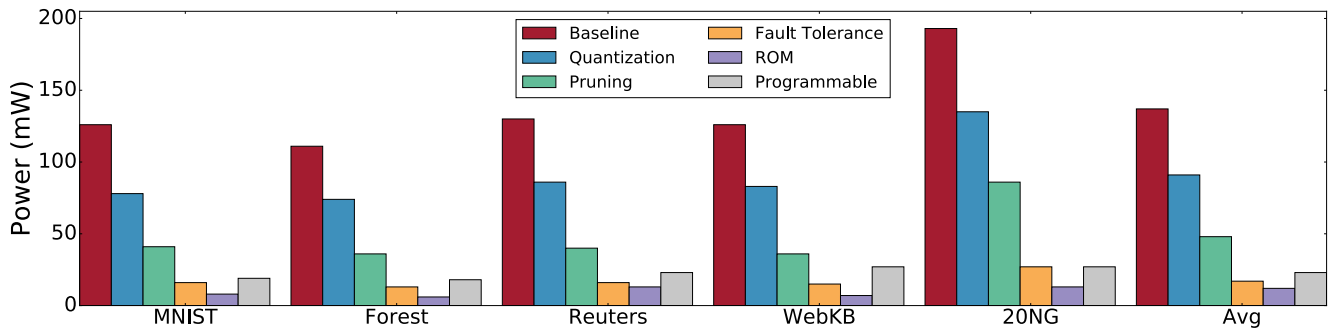 200
150
100
50
0
Power (mW)
Baseline
Quantization
Pruning
Fault Tolerance
ROM
Programmable
MNIST Forest Reuters WebKB 20NG Avg